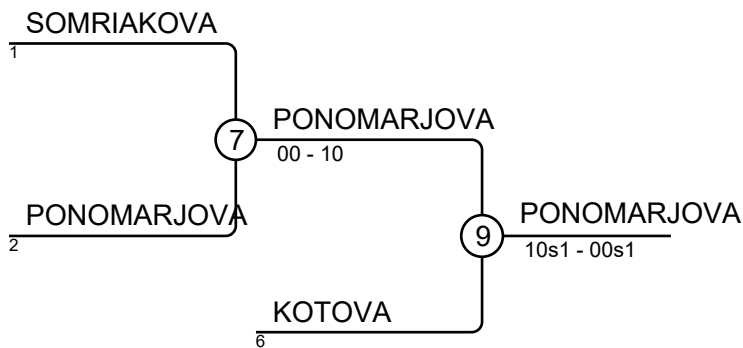 SOMRIAKOVA
1
7
PONOMARJOVA
00 - 10
PONOMARJOVA
2
9
PONOMARJOVA
10s1 - 00s1
KOTOVA
6